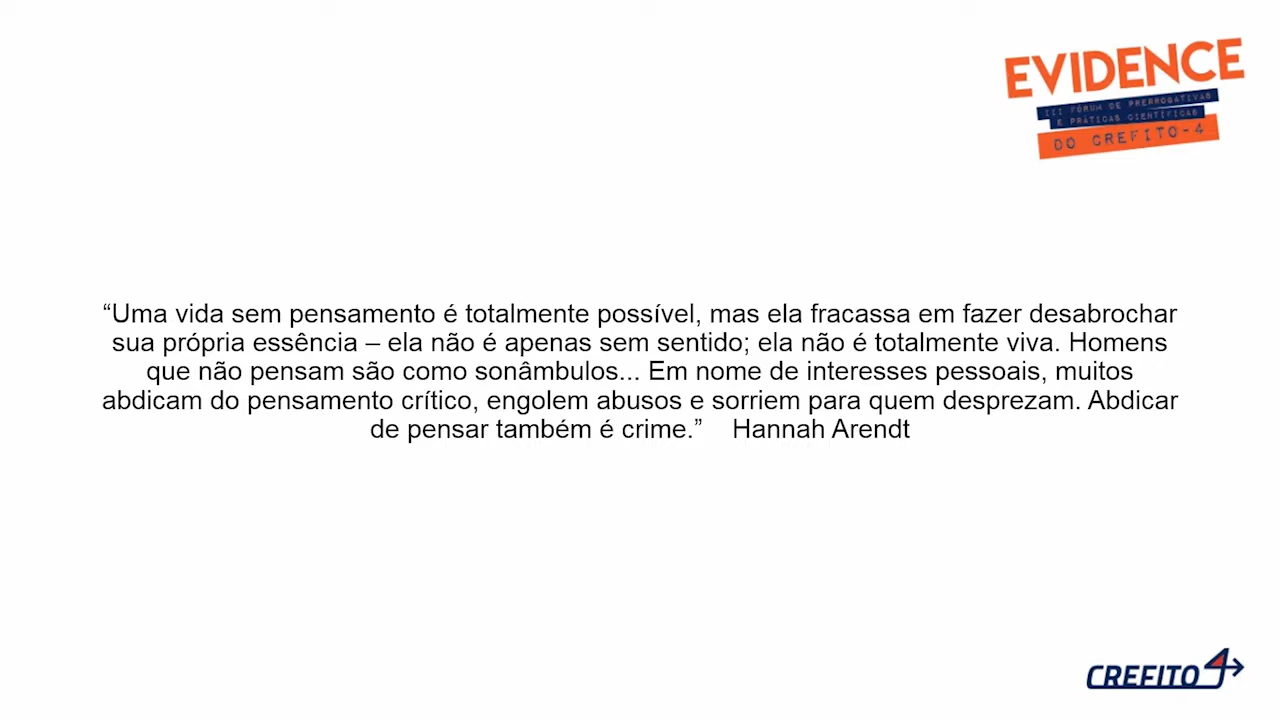 EVIDENCE
III FÓRUM DE PRERROGATIVAS
E PRÁTICAS CIENTÍFICAS
DO CREFITO-4
“Uma vida sem pensamento é totalmente possível, mas ela fracassa em fazer desabrochar
sua própria essência – ela não é apenas sem sentido; ela não é totalmente viva. Homens
que não pensam são como sonâmbulos... Em nome de interesses pessoais, muitos
abdicam do pensamento crítico, engolem abusos e sorriem para quem desprezam. Abdicar
de pensar também é crime.” Hannah Arendt
CREFITO4